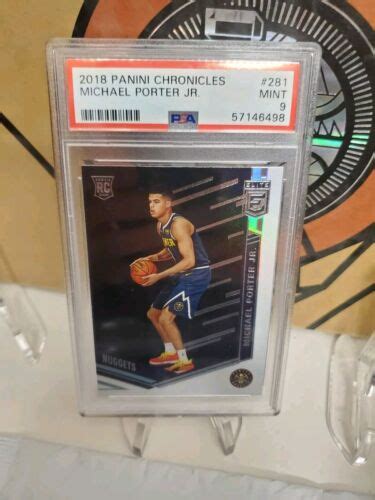 2018 PANINI CHRONICLES #281
MICHAEL PORTER JR. MINT
9
PSA 57146498
RC
ELITE
E
MICHAEL PORTER JR.
NUGGETS